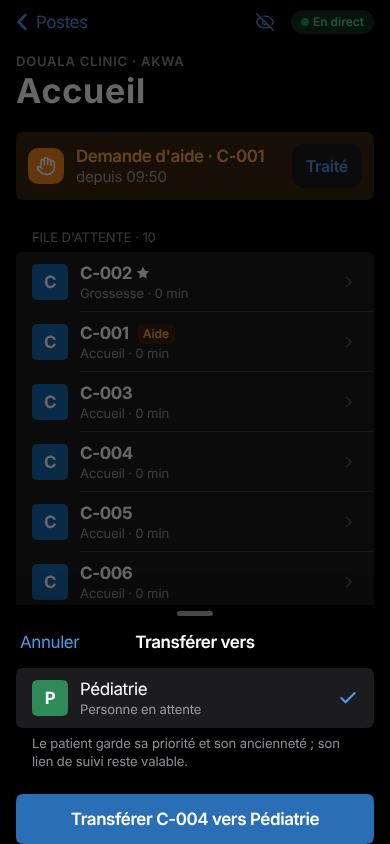 Postes
En direct
DOUALA CLINIC · AKWA
Accueil
Demande d'aide · C-001
depuis 09:50
Traité
FILE D'ATTENTE · 10
C
C-002 ★
Grossesse · 0 min
C
C-001 Aide
Accueil · 0 min
C
C-003
Accueil · 0 min
C
C-004
Accueil · 0 min
C
C-005
Accueil · 0 min
C
C-006
Accueil · 0 min
Annuler
Transférer vers
P
Pédiatrie
Personne en attente
Le patient garde sa priorité et son ancienneté ; son
lien de suivi reste valable.
Transférer C-004 vers Pédiatrie